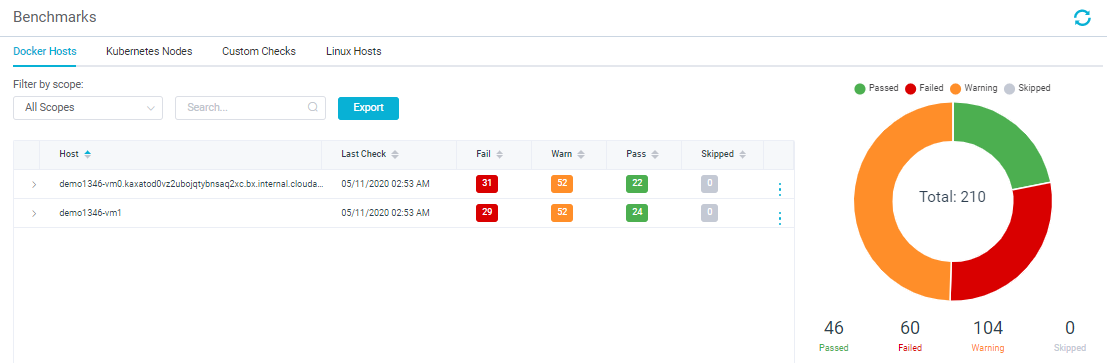 Benchmarks
Docker Hosts Kubernetes Nodes Custom Checks Linux Hosts
Filter by scope:
All Scopes Search... Export
Host Last Check Fail Warn Pass Skipped
demo1346-vm0.kaxatod0vz2ubojqtybnsaq2xc.bx.internal.clouda... 05/11/2020 02:53 AM 31 52 22 0
demo1346-vm1 05/11/2020 02:53 AM 29 52 24 0
Passed Failed Warning Skipped
Total: 210
46 60 104 0
Passed Failed Warning Skipped